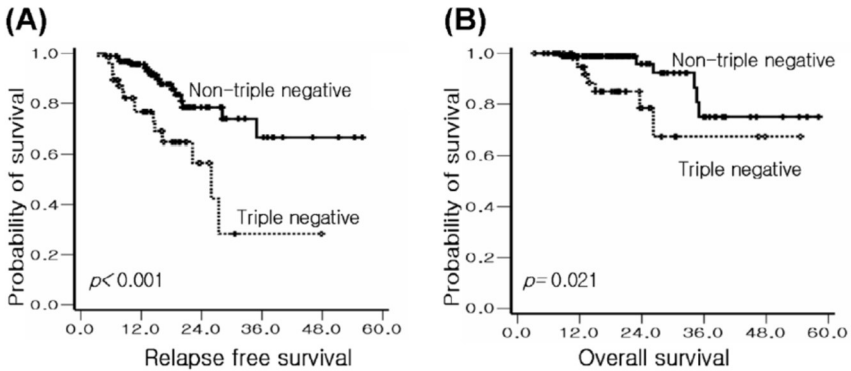 (A)
Probability of survival
1.0
0.8
0.6
0.4
0.2
0.0
Non-triple negative
Triple negative
p<0.001
0.0 12.0 24.0 36.0 48.0 60.0
Relapse free survival
(B)
Probability of survival
1.0
0.8
0.6
0.4
0.2
0.0
Non-triple negative
Triple negative
p=0.021
0.0 12.0 24.0 36.0 48.0 60.0
Overall survival